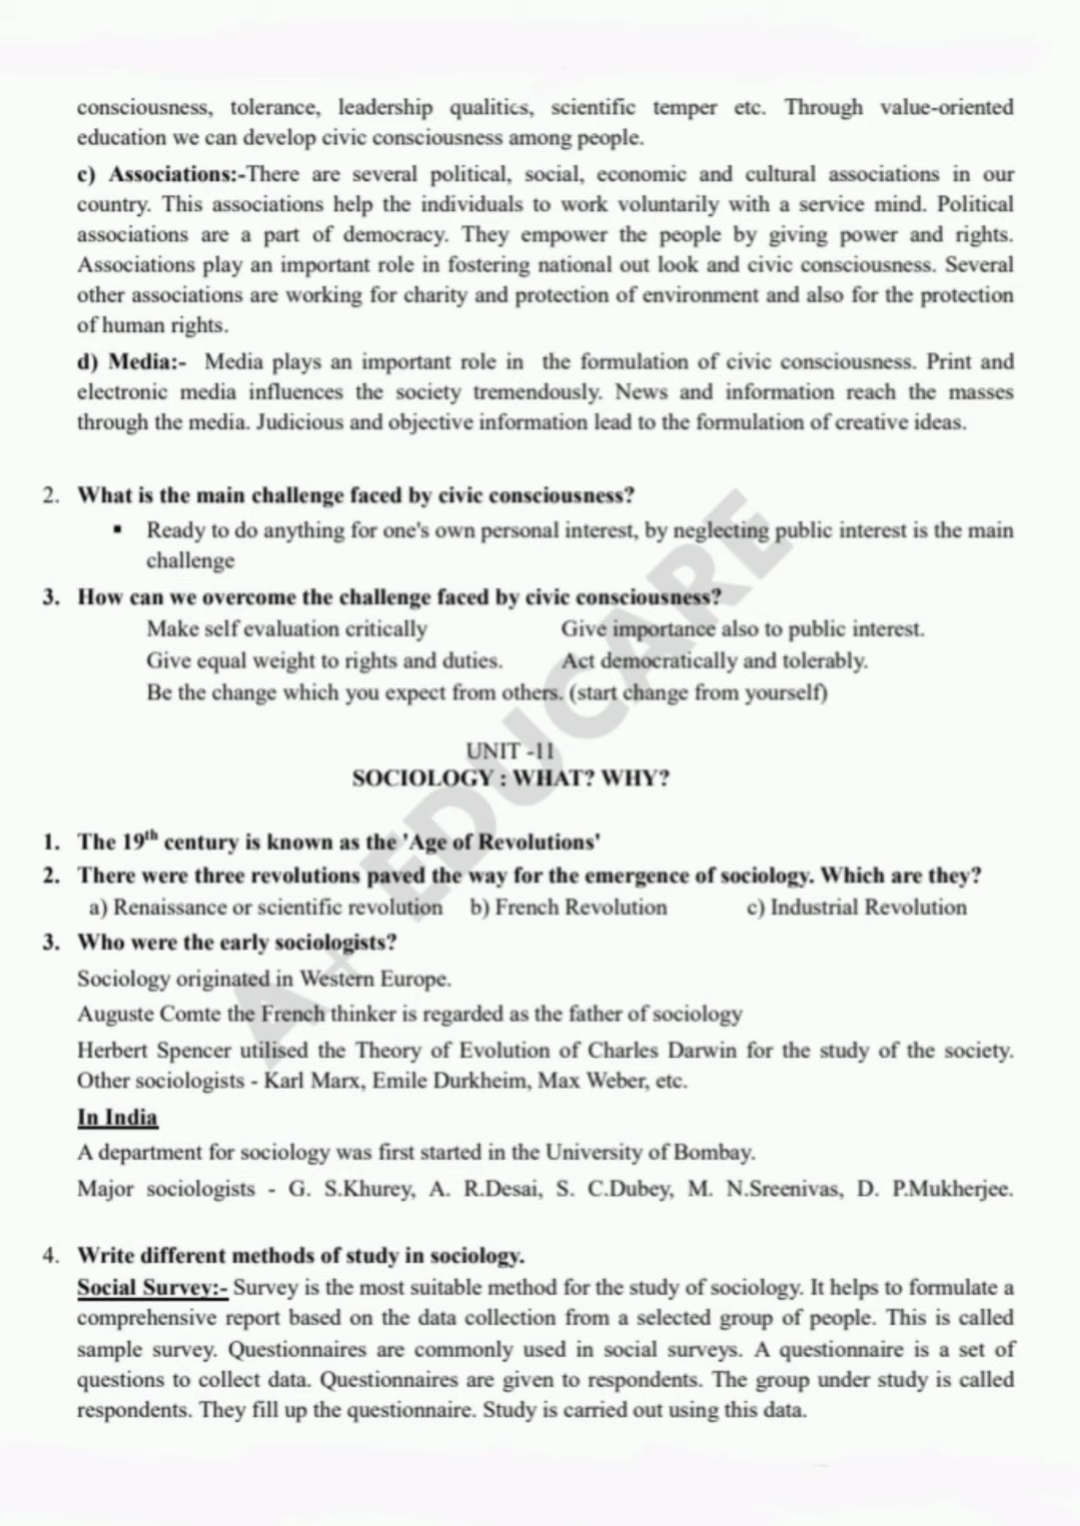 consciousness, tolerance, leadership qualities, scientific temper etc. Through value-oriented
education we can develop civic consciousness among people.
c) Associations:-There are several political, social, economic and cultural associations in our
country. This associations help the individuals to work voluntarily with a service mind. Political
associations are a part of democracy. They empower the people by giving power and rights.
Associations play an important role in fostering national out look and civic consciousness. Several
other associations are working for charity and protection of environment and also for the protection
of human rights.
d) Media:- Media plays an important role in the formulation of civic consciousness. Print and
electronic media influences the society tremendously. News and information reach the masses
through the media. Judicious and objective information lead to the formulation of creative ideas.
2. What is the main challenge faced by civic consciousness?
▪ Ready to do anything for one's own personal interest, by neglecting public interest is the main
challenge
3. How can we overcome the challenge faced by civic consciousness?
Make self evaluation critically Give importance also to public interest.
Give equal weight to rights and duties. Act democratically and tolerably.
Be the change which you expect from others. (start change from yourself)
UNIT -11
SOCIOLOGY : WHAT? WHY?
1. The 19th century is known as the 'Age of Revolutions'
2. There were three revolutions paved the way for the emergence of sociology. Which are they?
a) Renaissance or scientific revolution b) French Revolution c) Industrial Revolution
3. Who were the early sociologists?
Sociology originated in Western Europe.
Auguste Comte the French thinker is regarded as the father of sociology
Herbert Spencer utilised the Theory of Evolution of Charles Darwin for the study of the society.
Other sociologists - Karl Marx, Emile Durkheim, Max Weber, etc.
In India
A department for sociology was first started in the University of Bombay.
Major sociologists - G. S.Khurey, A. R.Desai, S. C.Dubey, M. N.Sreenivas, D. P.Mukherjee.
4. Write different methods of study in sociology.
Social Survey:- Survey is the most suitable method for the study of sociology. It helps to formulate a
comprehensive report based on the data collection from a selected group of people. This is called
sample survey. Questionnaires are commonly used in social surveys. A questionnaire is a set of
questions to collect data. Questionnaires are given to respondents. The group under study is called
respondents. They fill up the questionnaire. Study is carried out using this data.
A+ EDUCARE